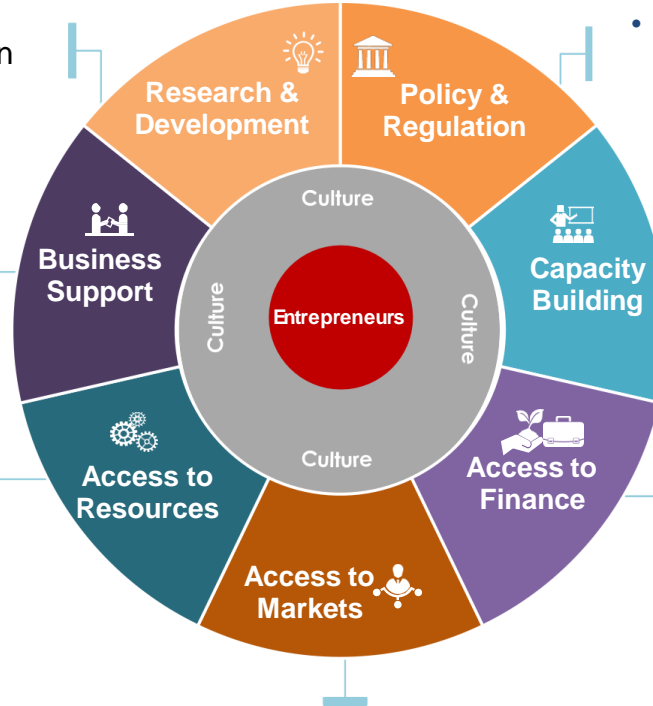 n
•
Research &
Development
Policy &
Regulation
Culture
Business
Support
Capacity
Building
Culture
Entrepreneurs
Culture
Culture
Access to
Resources
Access to
Finance
Access to
Markets